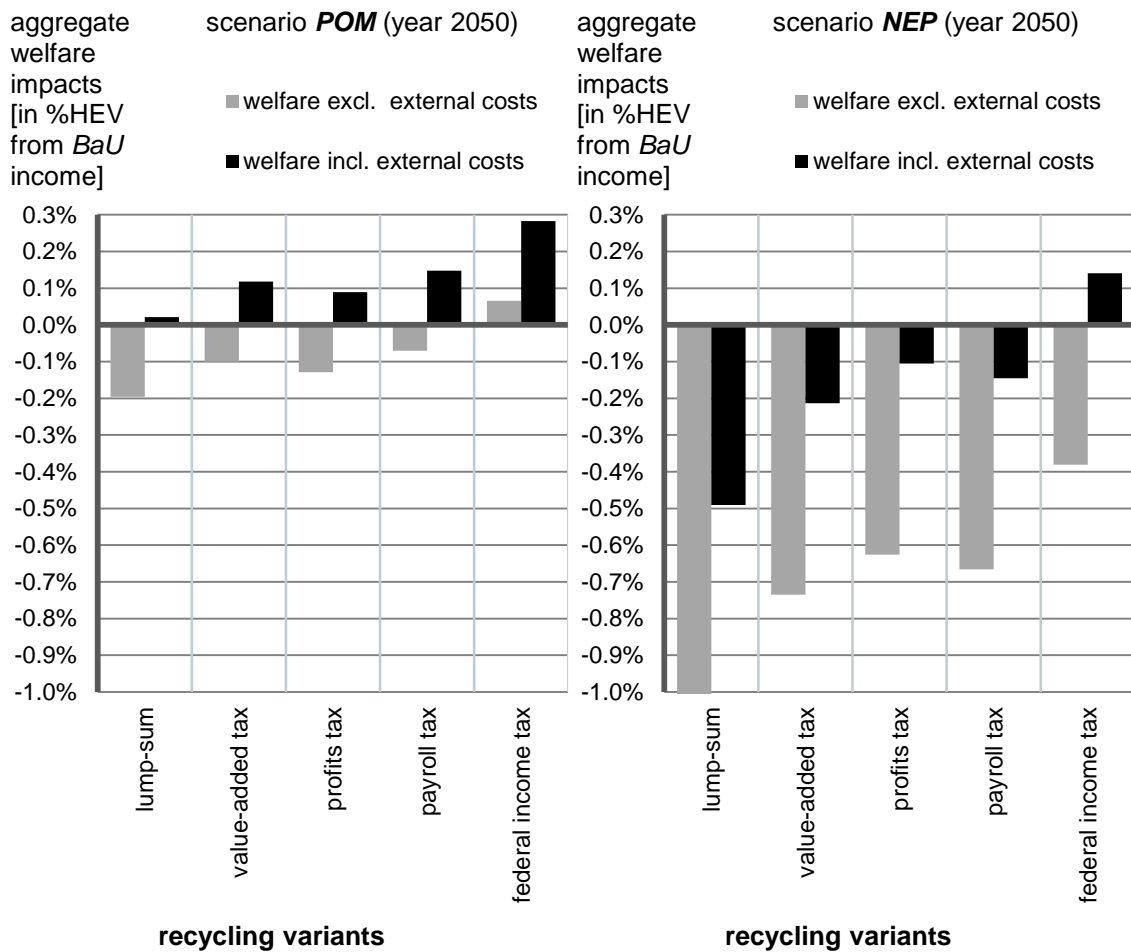 aggregate
welfare
impacts
[in %HEV
from BaU
income]
scenario POM (year 2050)
welfare excl. external costs
welfare incl. external costs
0.3%
0.2%
0.1%
0.0%
-0.1%
-0.2%
-0.3%
-0.4%
-0.5%
-0.6%
-0.7%
-0.8%
-0.9%
-1.0%
lump-sum
value-added tax
profits tax
payroll tax
federal income tax
recycling variants
aggregate
welfare
impacts
[in %HEV
from BaU
income]
scenario NEP (year 2050)
welfare excl. external costs
welfare incl. external costs
0.3%
0.2%
0.1%
0.0%
-0.1%
-0.2%
-0.3%
-0.4%
-0.5%
-0.6%
-0.7%
-0.8%
-0.9%
-1.0%
lump-sum
value-added tax
profits tax
payroll tax
federal income tax
recycling variants